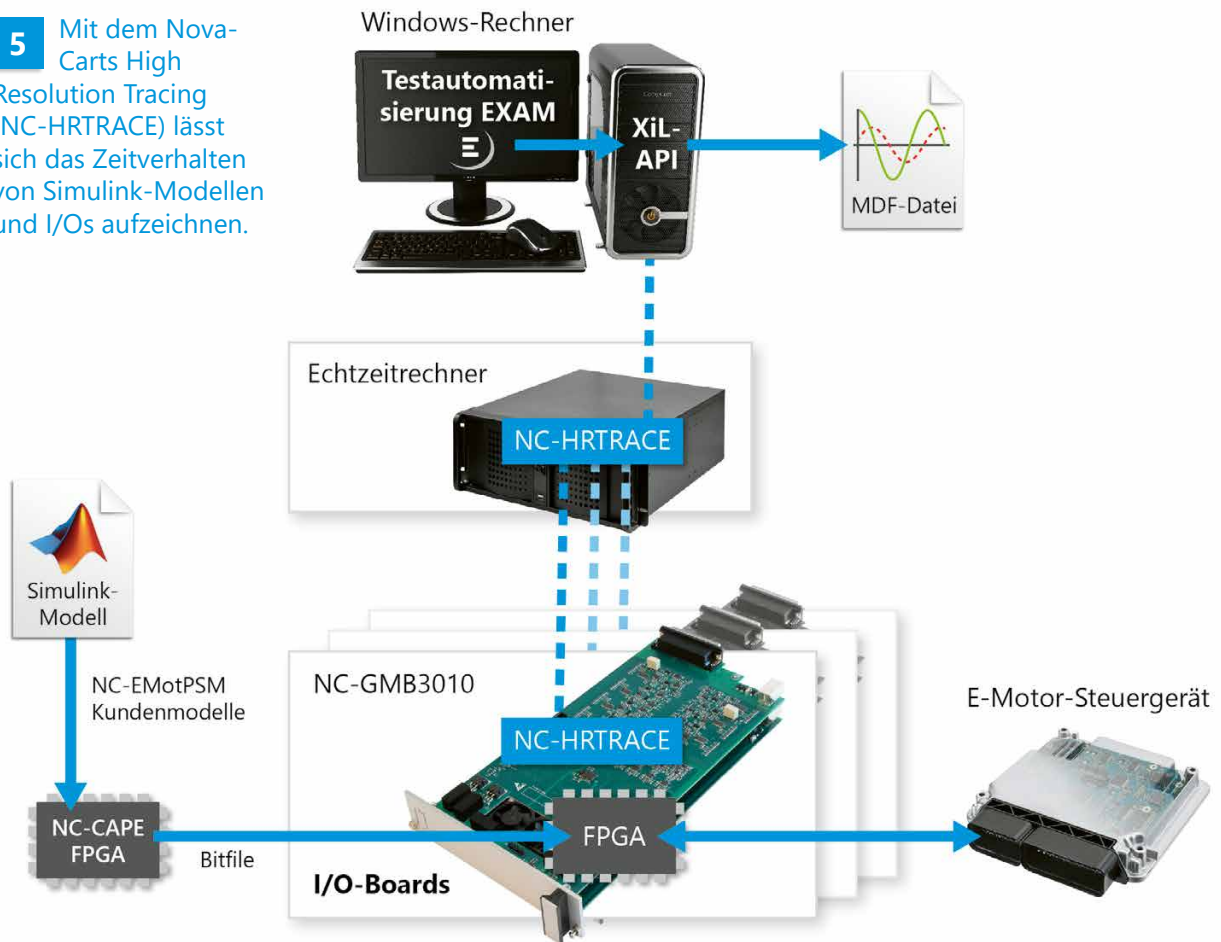 5 Mit dem Nova-
Carts High
Resolution Tracing
NC-HRTRACE) lässt
sich das Zeitverhalten
von Simulink-Modellen
und I/Os aufzeichnen.
Windows-Rechner
Testautomati-
sierung EXAM
XiL-
API
MDF-Datei
Echtzeitrechner
NC-HRTRACE
Simulink-
Modell
NC-EMotPSM
Kundenmodelle
NC-GMB3010
NC-HRTRACE
E-Motor-Steuergerät
NC-CAPE
FPGA
Bitfile
FPGA
I/O-Boards